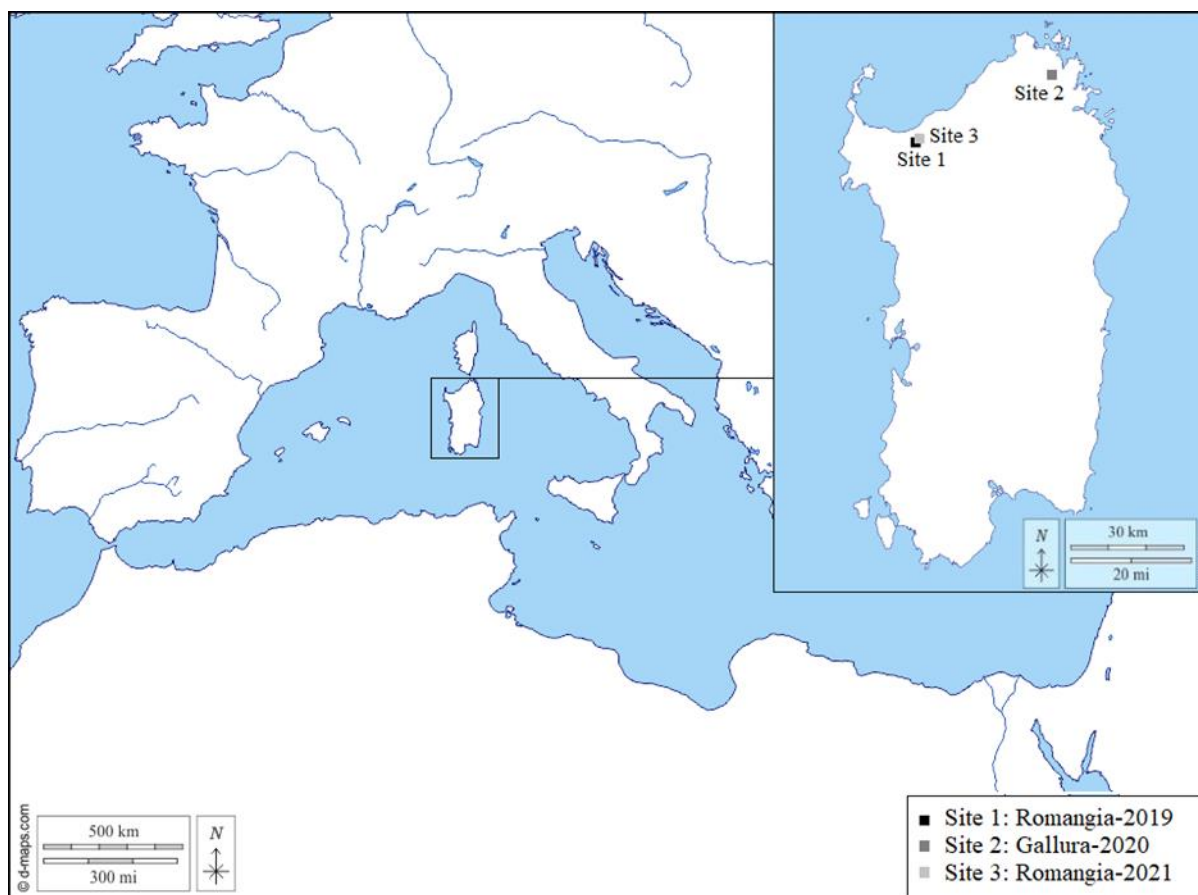 Site 2
Site 3
Site 1
N
30 km
20 mi
500 km
300 mi
N
© d-maps.com
Site 1: Romangia-2019
Site 2: Gallura-2020
Site 3: Romangia-2021